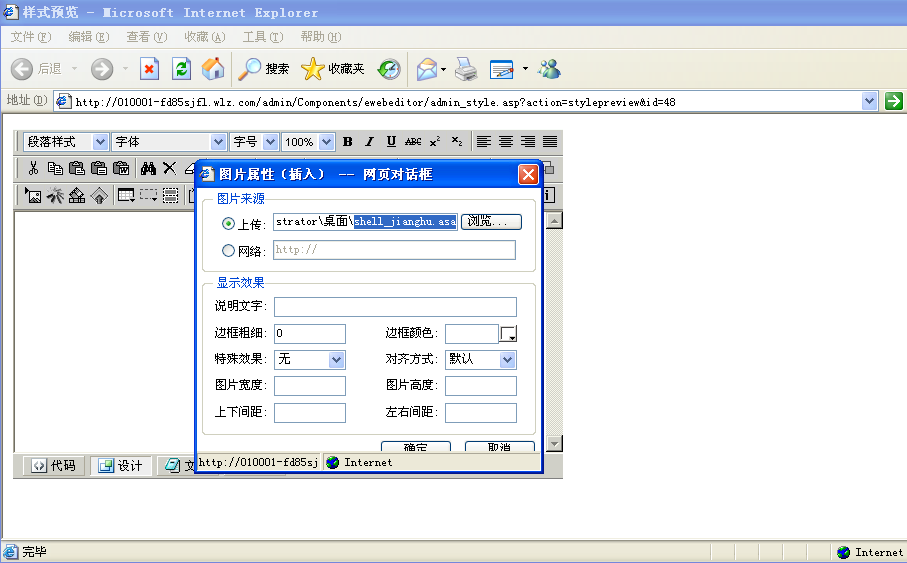 样式预览 - Microsoft Internet Explorer
文件(F) 编辑(E) 查看(V) 收藏(A) 工具(T) 帮助(H)
后退 搜索 收藏夹
地址(D) http://010001-fd85sjfl.wlz.com/admin/Components/ewebeditor/admin_style.asp?action=stylepreview&id=48
段落样式 字体 字号 100% B I U ABC x² x₂
图片属性（插入） -- 网页对话框
图片来源
上传: strator\桌面\shell_jianghu.asa 浏览...
网络: http://
显示效果
说明文字:
边框粗细: 0 边框颜色:
特殊效果: 无 对齐方式: 默认
图片宽度: 图片高度:
上下间距: 左右间距:
确定 取消
http://010001-fd85sj Internet
代码 设计 文
完毕 Internet